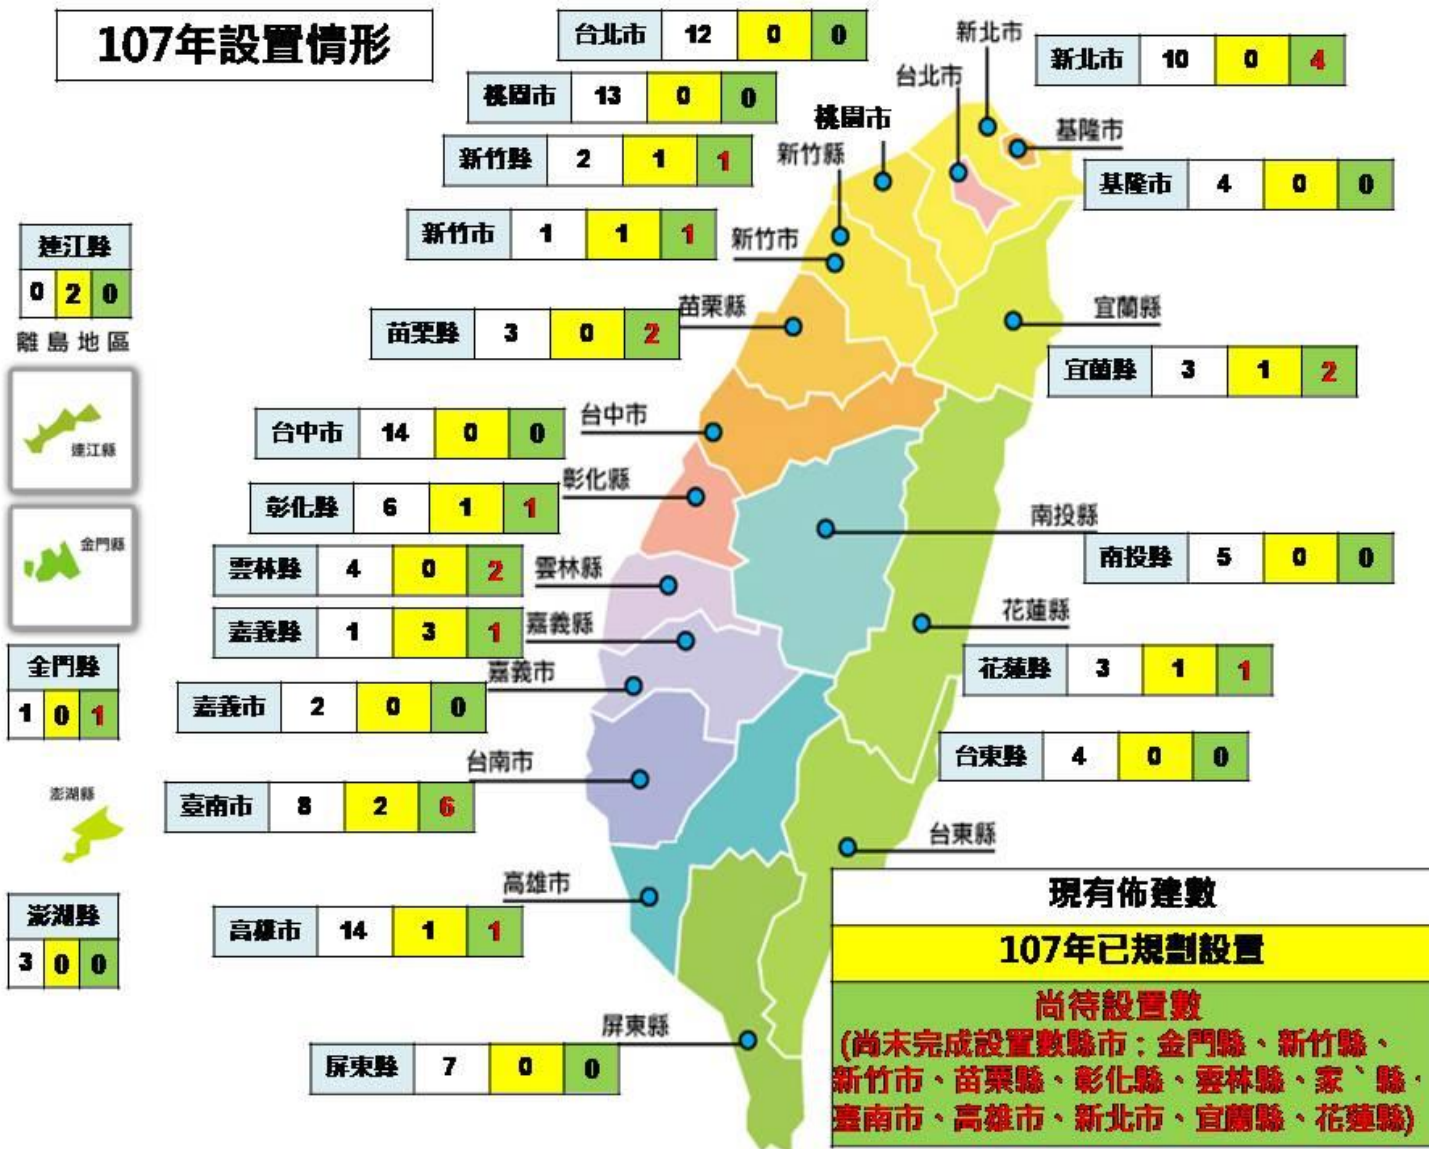 107年設置情形
台北市 12 0 0
新北市
新北市 10 0 4
桃園市 13 0 0
台北市
桃園市
基隆市
新竹縣 2 1 1
新竹縣
基隆市 4 0 0
新竹市 1 1 1
新竹市
連江縣
0 2 0
離島地區
苗栗縣
宜蘭縣
苗栗縣 3 0 2
宜蘭縣 3 1 2
台中市 14 0 0
台中市
連江縣
彰化縣
彰化縣 6 1 1
南投縣
金門縣
雲林縣 4 0 2
雲林縣
南投縣 5 0 0
嘉義縣 1 3 1
嘉義縣
花蓮縣
金門縣
1 0 1
嘉義市
花蓮縣 3 1 1
嘉義市 2 0 0
台南市
台東縣 4 0 0
澎湖縣
臺南市 8 2 6
台東縣
高雄市
澎湖縣
3 0 0
高雄市 14 1 1
屏東縣
屏東縣 7 0 0
現有佈建數
107年已規劃設置
尚待設置數
(尚未完成設置數縣市；金門縣、新竹縣、
新竹市、苗栗縣、彰化縣、雲林縣、家ˋ縣、
臺南市、高雄市、新北市、宜蘭縣、花蓮縣)